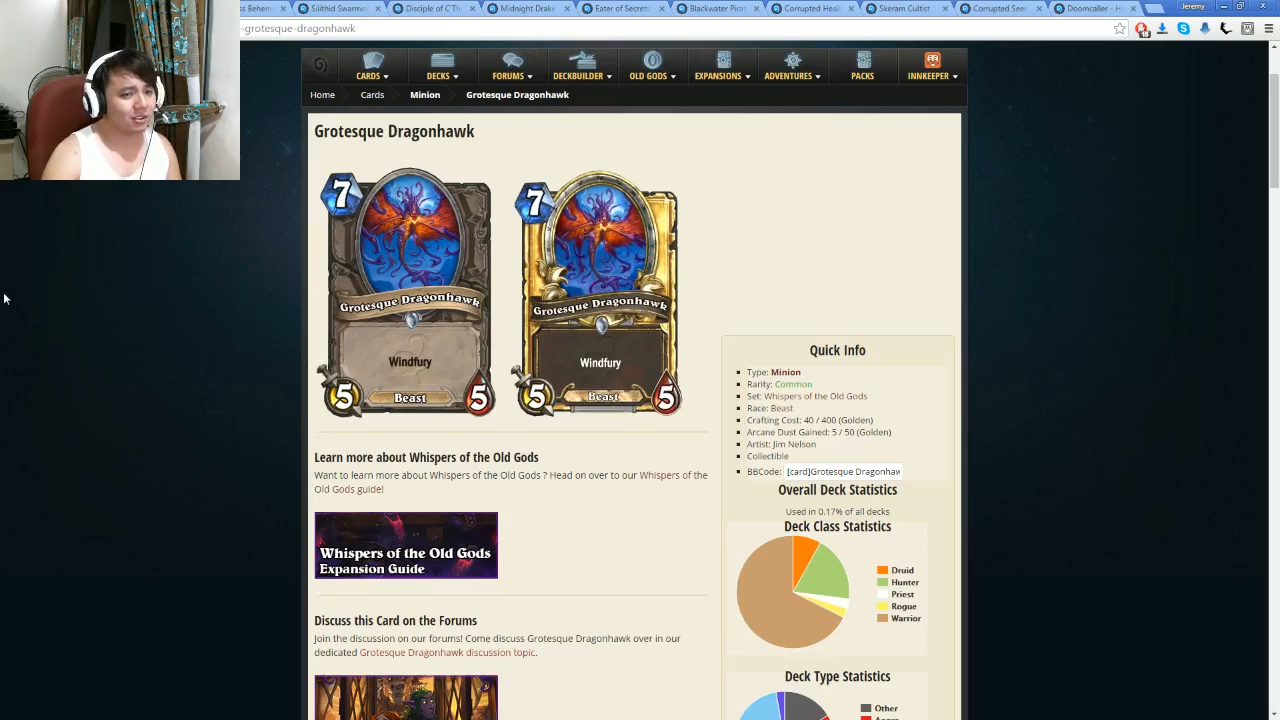 ss Behem
Silithid Swarme
Disciple of C'Th
Midnight Drake
Eater of Secrets
Blackwater Pirat
Corrupted Heal
Skeram Cultist
Corrupted Seer
Doomcaller - H
Jeremy
-grotesque-dragonhawk
CARDS
DECKS
FORUMS
DECKBUILDER
OLD GODS
EXPANSIONS
ADVENTURES
PACKS
INNKEEPER
Home
Cards
Minion
Grotesque Dragonhawk
Grotesque Dragonhawk
7
Grotesque Dragonhawk
Windfury
5
Beast
5
7
Grotesque Dragonhawk
Windfury
5
Beast
5
Learn more about Whispers of the Old Gods
Want to learn more about Whispers of the Old Gods ? Head on over to our Whispers of the
Old Gods guide!
Whispers of the Old Gods
Expansion Guide
Discuss this Card on the Forums
Join the discussion on our forums! Come discuss Grotesque Dragonhawk over in our
dedicated Grotesque Dragonhawk discussion topic.
Quick Info
Type: Minion
Rarity: Common
Set: Whispers of the Old Gods
Race: Beast
Crafting Cost: 40 / 400 (Golden)
Arcane Dust Gained: 5 / 50 (Golden)
Artist: Jim Nelson
Collectible
BBCode: [card]Grotesque Dragonhaw
Overall Deck Statistics
Used in 0.17% of all decks
Deck Class Statistics
Druid
Hunter
Priest
Rogue
Warrior
Deck Type Statistics
Other